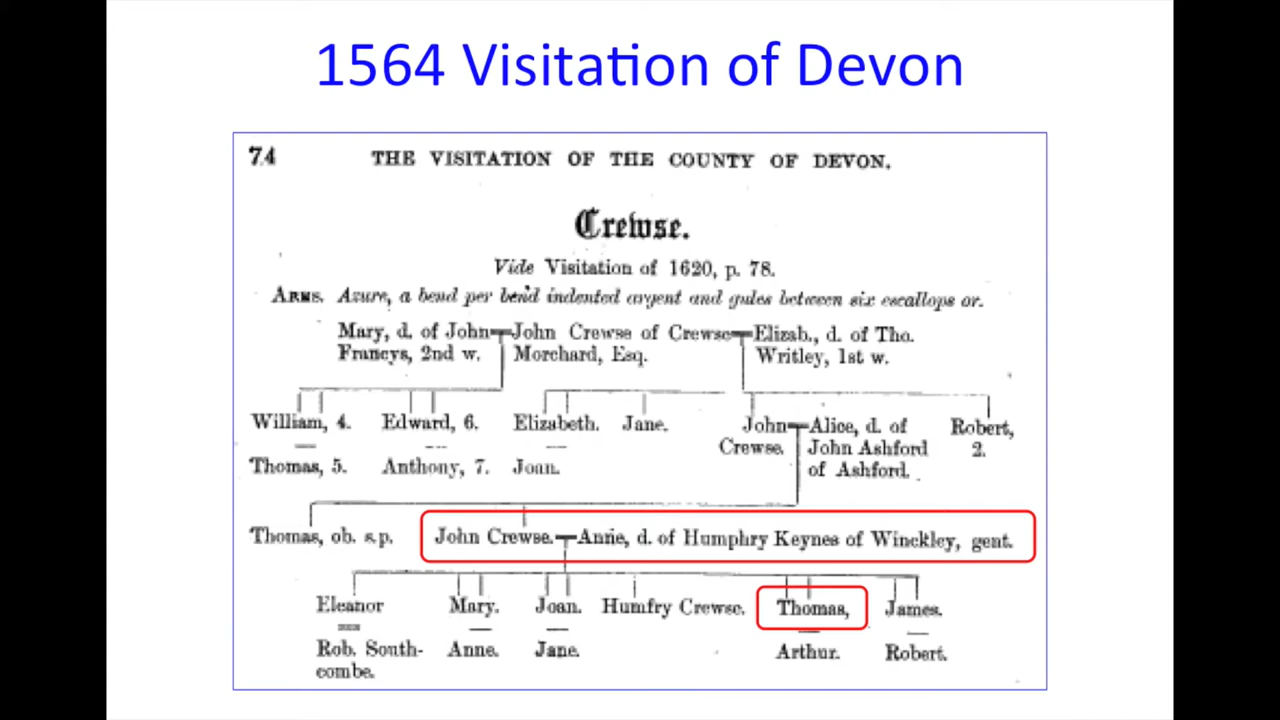 1564 Visitation of Devon
74 THE VISITATION OF THE COUNTY OF DEVON.
Crewse.
Vide Visitation of 1620, p. 78.
ARMS. Azure, a bend per bend indented argent and gules between six escallops or.
Mary, d. of John John Crewse of Crewse Elizab., d. of Tho.
Francys, 2nd w. Morchard, Esq. Writley, 1st w.
William, 4. Edward, 6. Elizabeth. Jane. John Alice, d. of Robert,
Crewse. John Ashford 2.
Thomas, 5. Anthony, 7. Joan. of Ashford.
Thomas, ob. s.p. John Crewse. Anne, d. of Humphry Keynes of Winckley, gent.
Eleanor Mary. Joan. Humfry Crewse. Thomas, James.
Rob. South- Anne. Jane. Arthur. Robert.
combe.